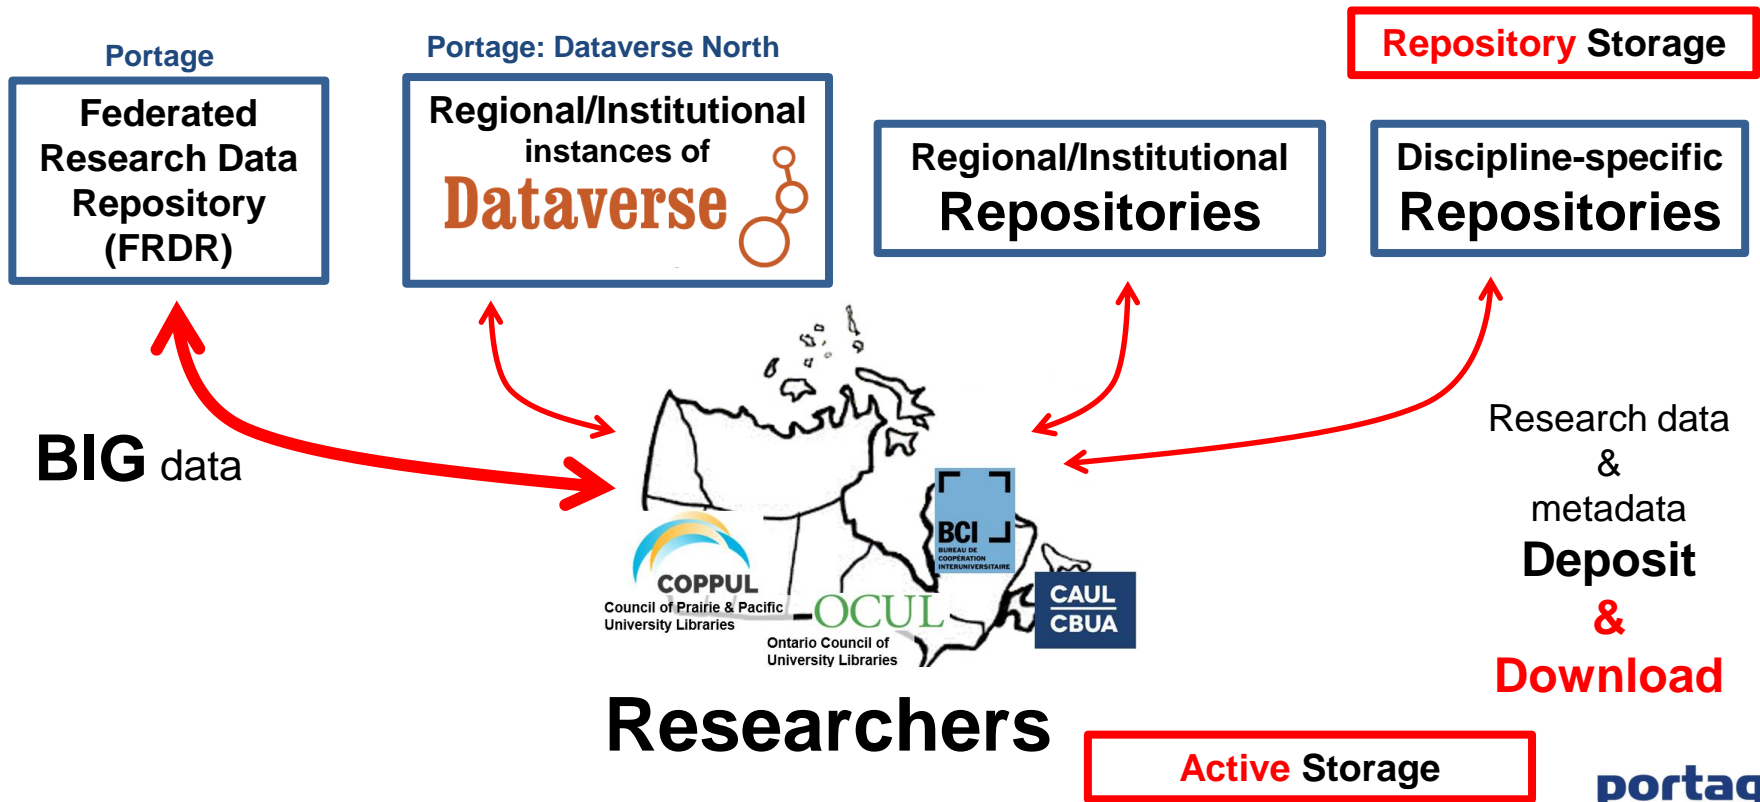 Portage
Federated
Research Data
Repository
(FRDR)
Portage: Dataverse North
Regional/Institutional
instances of
Dataverse
Regional/Institutional
Repositories
Repository Storage
Discipline-specific
Repositories
BIG data
COPPUL
Council of Prairie & Pacific
University Libraries
OCUL
Ontario Council of
University Libraries
BCI
BUREAU DE
COOPÉRATION
INTERUNIVERSITAIRE
CAUL
CBUA
Researchers
Research data
&
metadata
Deposit
&
Download
Active Storage
portag